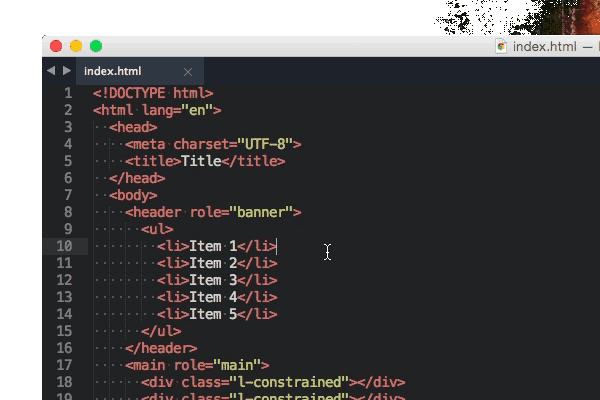 index.html —
index.html
1 <!DOCTYPE html>
2 <html lang="en">
3 <head>
4 <meta charset="UTF-8">
5 <title>Title</title>
6 </head>
7 <body>
8 <header role="banner">
9 <ul>
10 <li>Item 1</li>
11 <li>Item 2</li>
12 <li>Item 3</li>
13 <li>Item 4</li>
14 <li>Item 5</li>
15 </ul>
16 </header>
17 <main role="main">
18 <div class="l-constrained"></div>
19 <div class="l-constrained"></div>